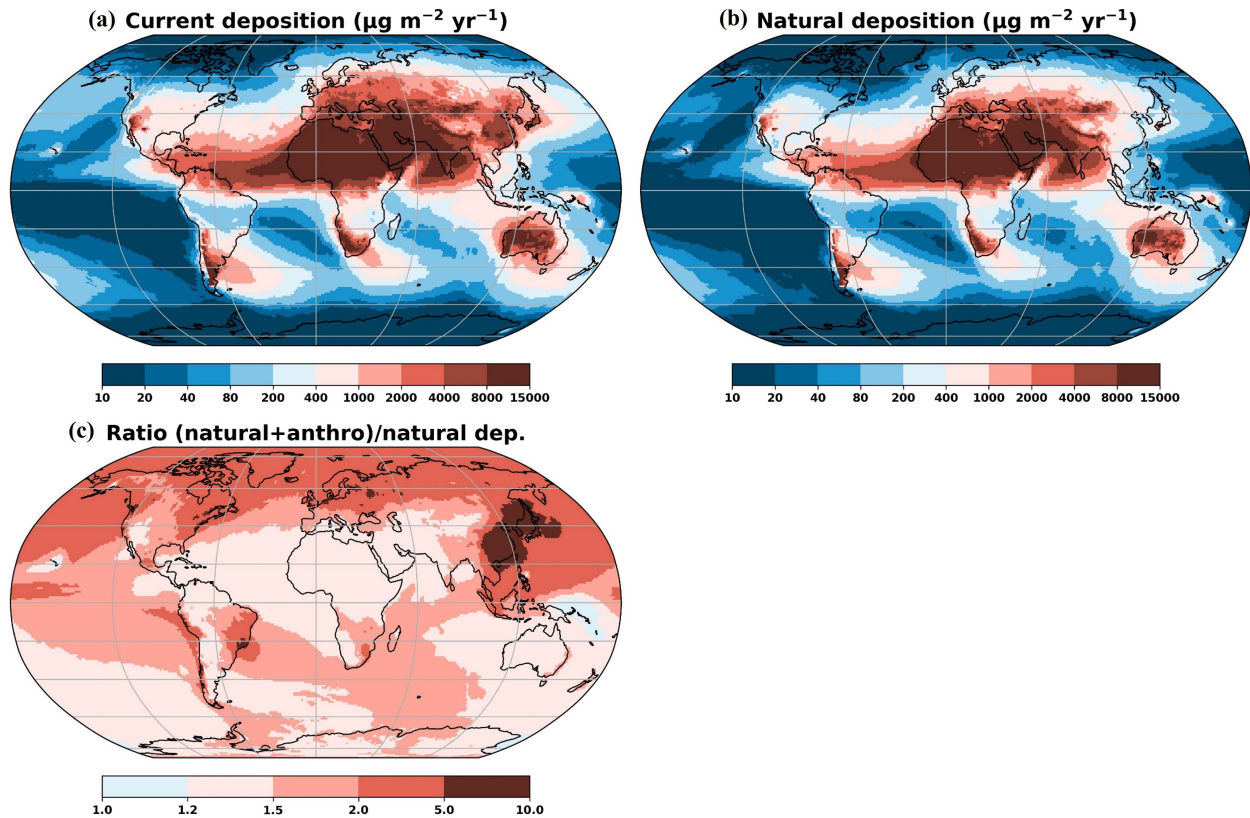 (a) Current deposition (µg m⁻² yr⁻¹)
(b) Natural deposition (µg m⁻² yr⁻¹)
10 20 40 80 200 400 1000 2000 4000 8000 15000
10 20 40 80 200 400 1000 2000 4000 8000 15000
(c) Ratio (natural+anthro)/natural dep.
1.0 1.2 1.5 2.0 5.0 10.0